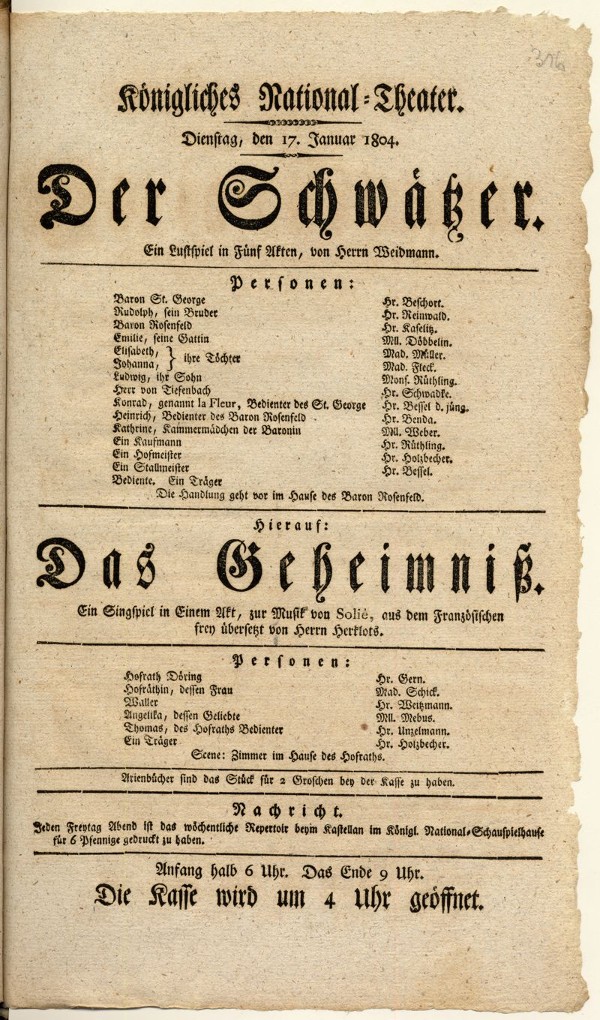 316
Königliches National-Theater.
Dienstag, den 17. Januar 1804.
Der Schwätzer.
Ein Lustspiel in Fünf Akten, von Herrn Weidmann.
Personen:
Baron St. George Hr. Beschort.
Rudolph, sein Bruder Hr. Reinwald.
Baron Rosenfeld Hr. Kaselitz.
Emilie, seine Gattin Mll. Döbbelin.
Elisabeth, } ihre Töchter Mad. Müller.
Johanna, Mad. Fleck.
Ludwig, ihr Sohn Mons. Rüthling.
Herr von Tiefenbach Hr. Schwadke.
Konrad, genannt la Fleur, Bedienter des St. George Hr. Bessel d. jüng.
Heinrich, Bedienter des Baron Rosenfeld Hr. Benda.
Kathrine, Kammermädchen der Baronin Mll. Weber.
Ein Kaufmann Hr. Rüthling.
Ein Hofmeister Hr. Holzbecher.
Ein Stallmeister Hr. Bessel.
Bediente. Ein Träger
Die Handlung geht vor im Hause des Baron Rosenfeld.
Hierauf:
Das Geheimniß.
Ein Singspiel in Einem Akt, zur Musik von Solié, aus dem Französischen
frey übersetzt von Herrn Herklots.
Personen:
Hofrath Döring Hr. Gern.
Hofräthin, dessen Frau Mad. Schick.
Waller Hr. Weitzmann.
Angelika, dessen Geliebte Mll. Mebus.
Thomas, des Hofraths Bedienter Hr. Unzelmann.
Ein Träger Hr. Holzbecher.
Scene: Zimmer im Hause des Hofraths.
Arienbücher sind das Stück für 2 Groschen bey der Kasse zu haben.
Nachricht.
Jeden Freytag Abend ist das wöchentliche Repertoir beym Kastellan im Königl. National-Schauspielhause
für 6 Pfennige gedruckt zu haben.
Anfang halb 6 Uhr. Das Ende 9 Uhr.
Die Kasse wird um 4 Uhr geöffnet.